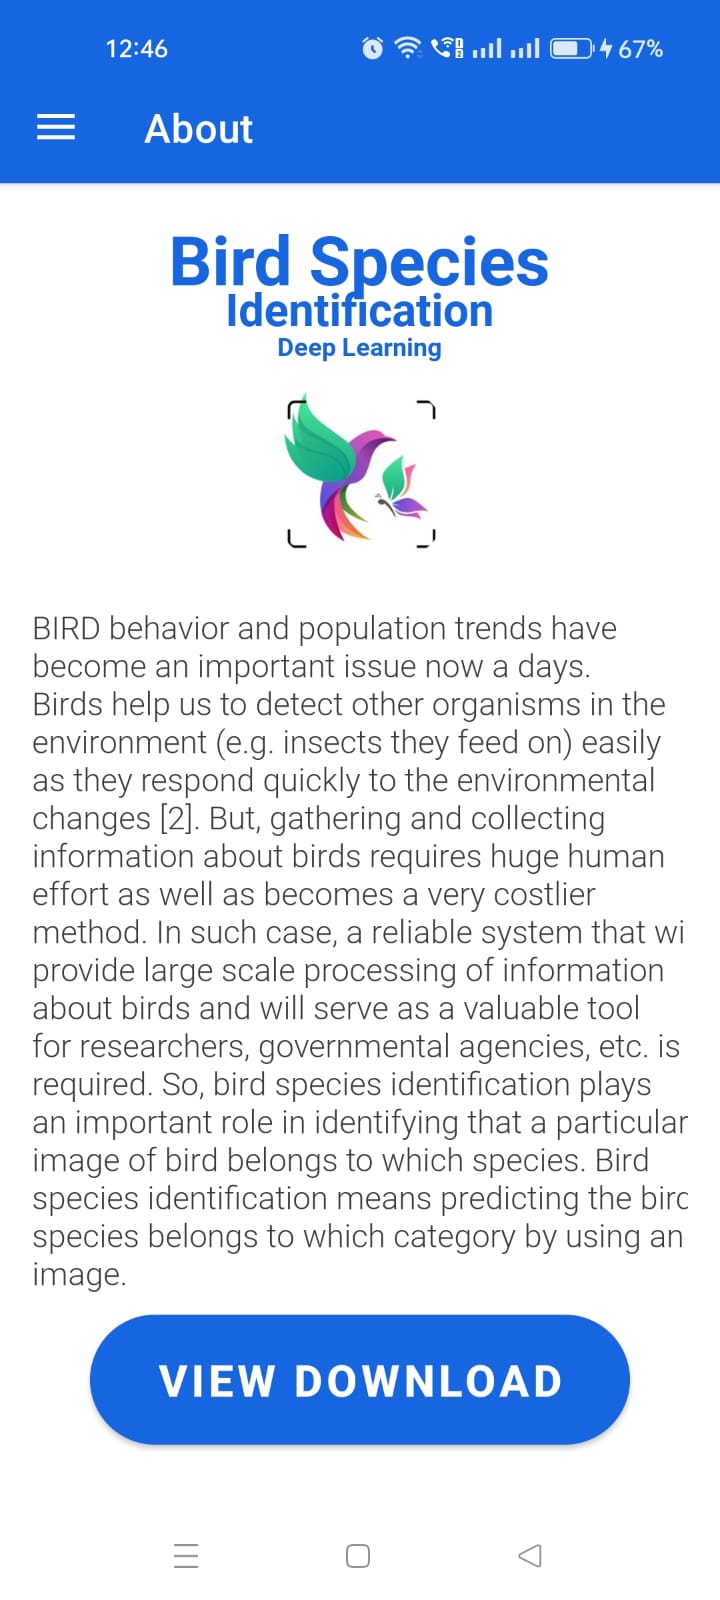 12:46
67%
About
Bird Species
Identification
Deep Learning
BIRD behavior and population trends have
become an important issue now a days.
Birds help us to detect other organisms in the
environment (e.g. insects they feed on) easily
as they respond quickly to the environmental
changes [2]. But, gathering and collecting
information about birds requires huge human
effort as well as becomes a very costlier
method. In such case, a reliable system that wi
provide large scale processing of information
about birds and will serve as a valuable tool
for researchers, governmental agencies, etc. is
required. So, bird species identification plays
an important role in identifying that a particular
image of bird belongs to which species. Bird
species identification means predicting the bird
species belongs to which category by using an
image.
VIEW DOWNLOAD